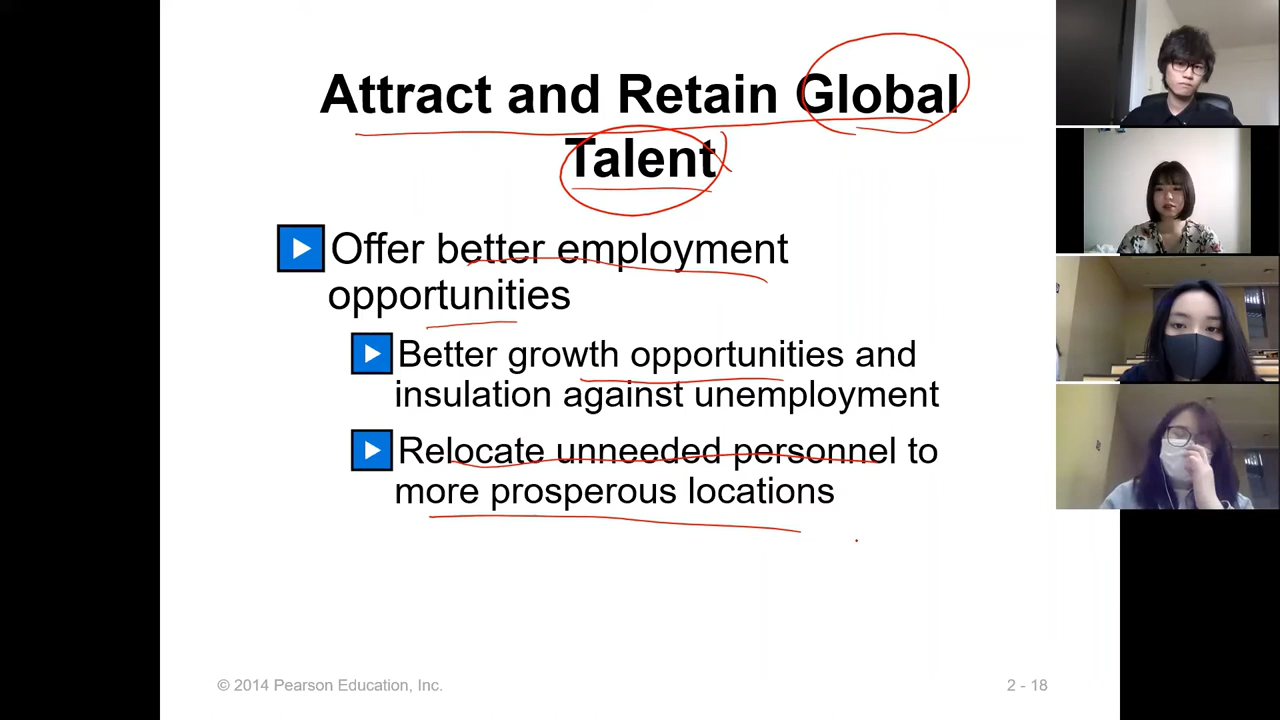 Attract and Retain Global
Talent
Offer better employment
opportunities
Better growth opportunities and
insulation against unemployment
Relocate unneeded personnel to
more prosperous locations
© 2014 Pearson Education, Inc.
2 - 18